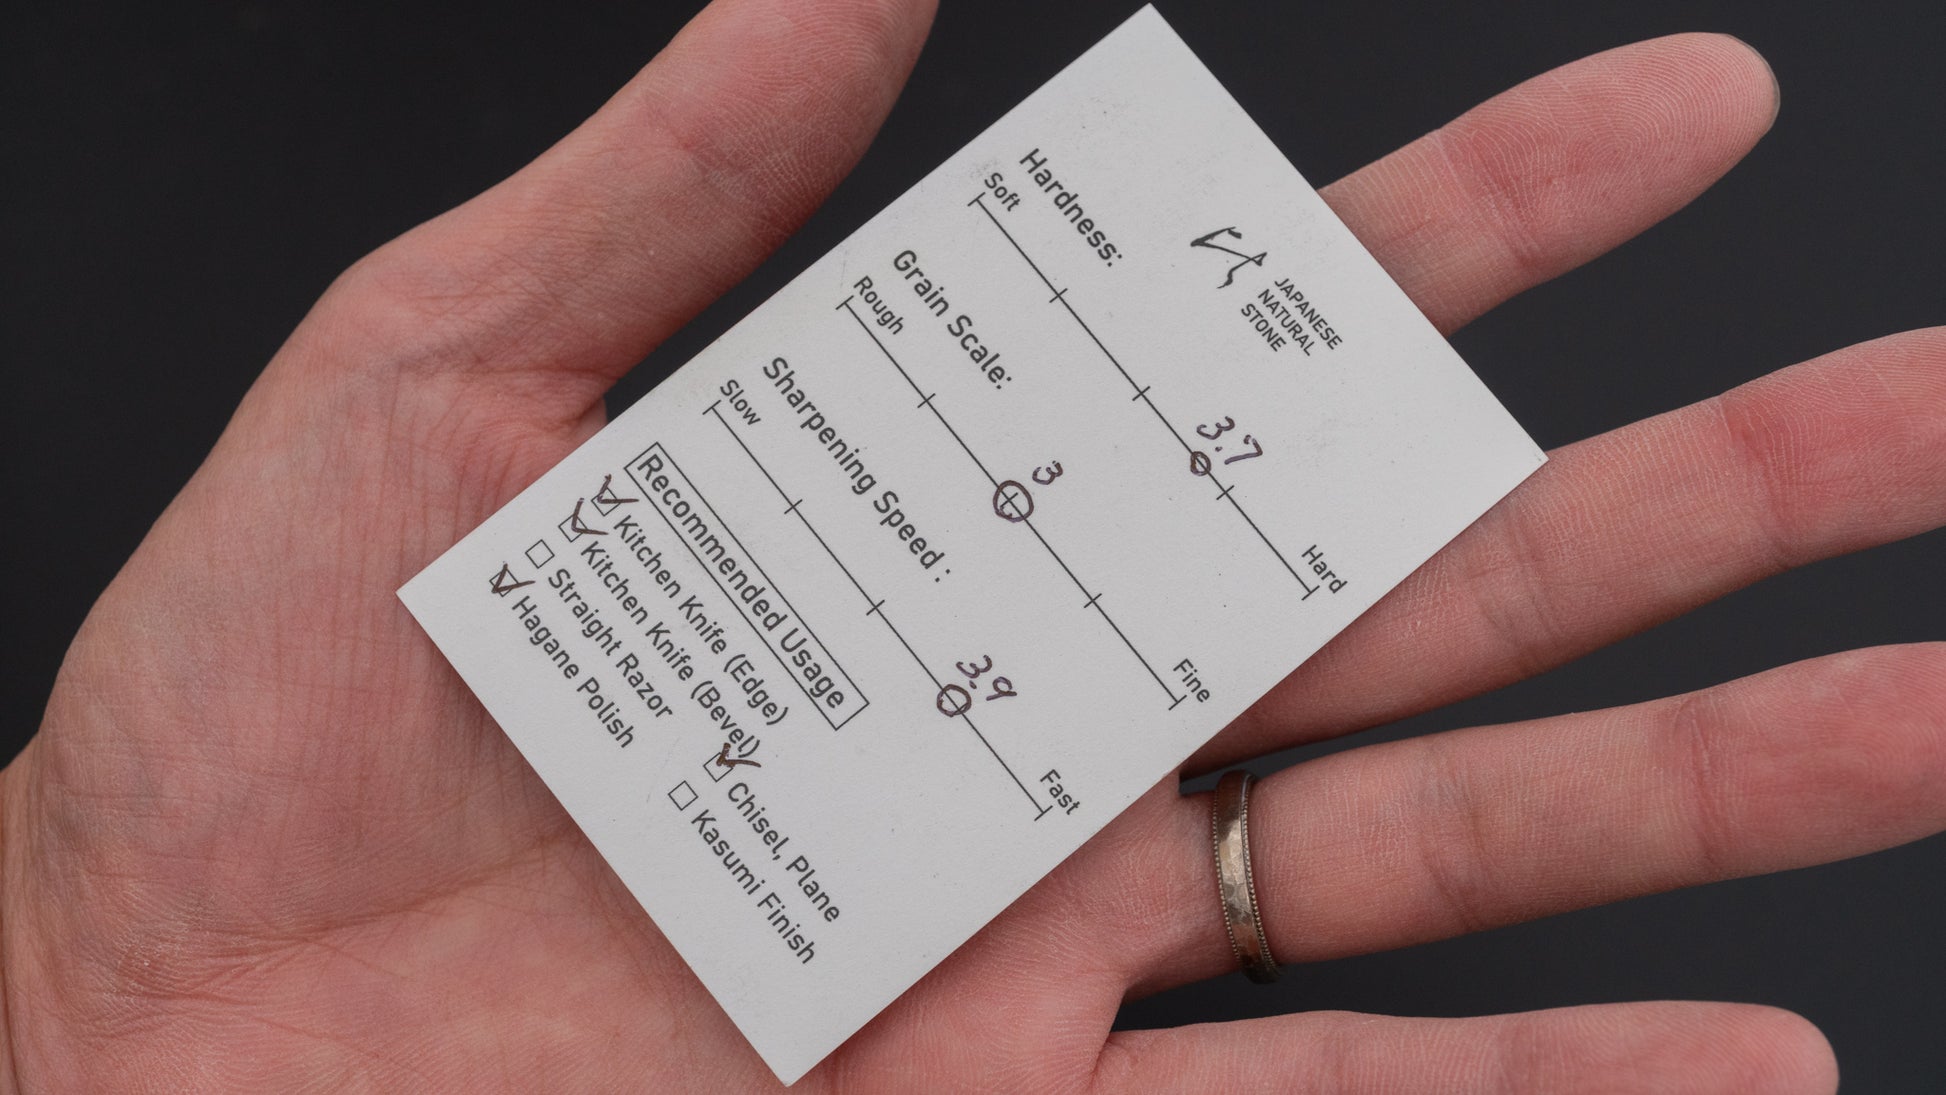 JAPANESE
NATURAL
STONE
Hardness:
3.7
Soft Hard
Grain Scale:
3
Rough Fine
Sharpening Speed :
3.9
Slow Fast
Recommended Usage
Kitchen Knife (Edge)
Kitchen Knife (Bevel)
Chisel, Plane
Straight Razor
Kasumi Finish
Hagane Polish